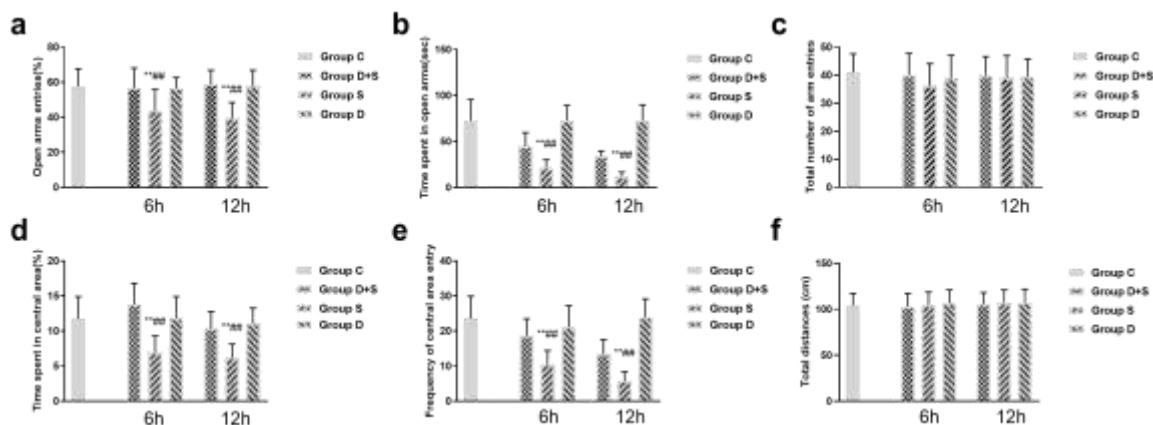 a
Open arms entries(%)
80
60
40
20
0
6h
12h
Group C
Group D+S
Group S
Group D
b
Time spent in open arms(sec)
150
100
50
0
6h
12h
Group C
Group D+S
Group S
Group D
c
Total number of arm entries
50
40
30
20
10
0
6h
12h
Group C
Group D+S
Group S
Group D
d
Time spent in central area(%)
20
15
10
5
0
6h
12h
Group C
Group D+S
Group S
Group D
e
Frequency of central area entry
40
30
20
10
0
6h
12h
Group C
Group D+S
Group S
Group D
f
Total distances (cm)
150
100
50
0
6h
12h
Group C
Group D+S
Group S
Group D